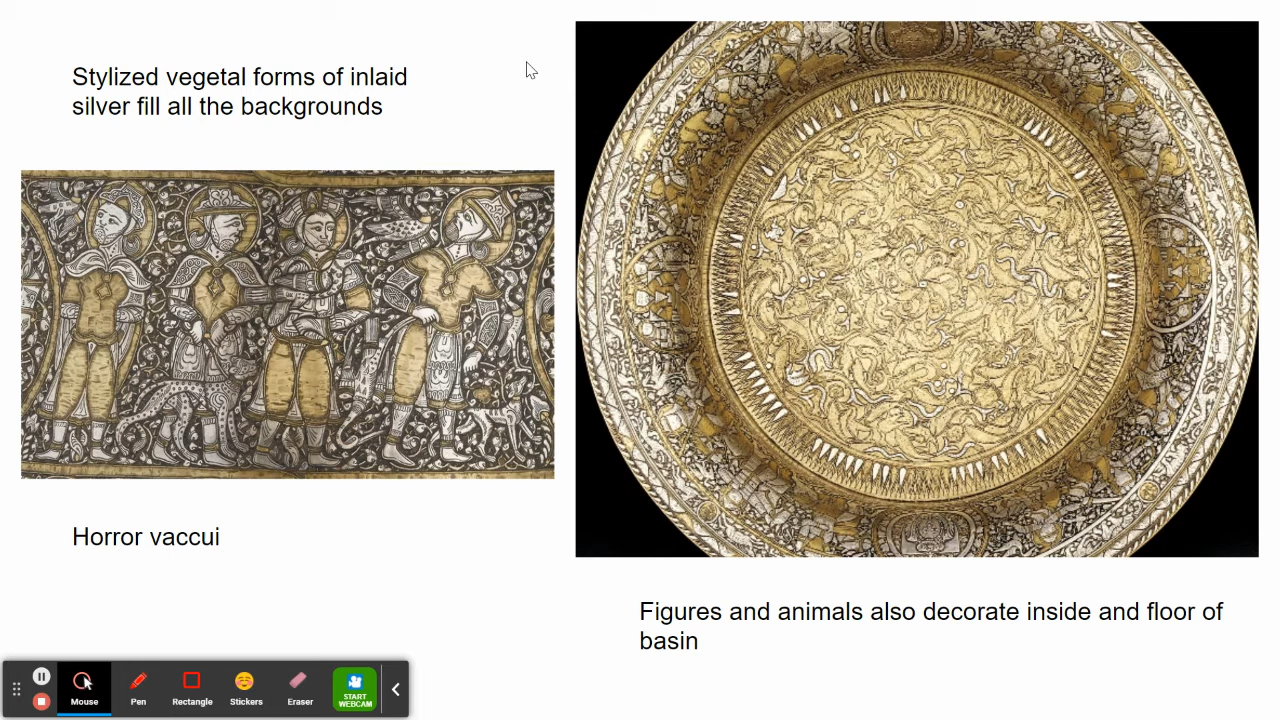 Stylized vegetal forms of inlaid
silver fill all the backgrounds
Horror vaccui
Figures and animals also decorate inside and floor of
basin
Mouse
Pen
Rectangle
Stickers
Eraser
START
WEBCAM